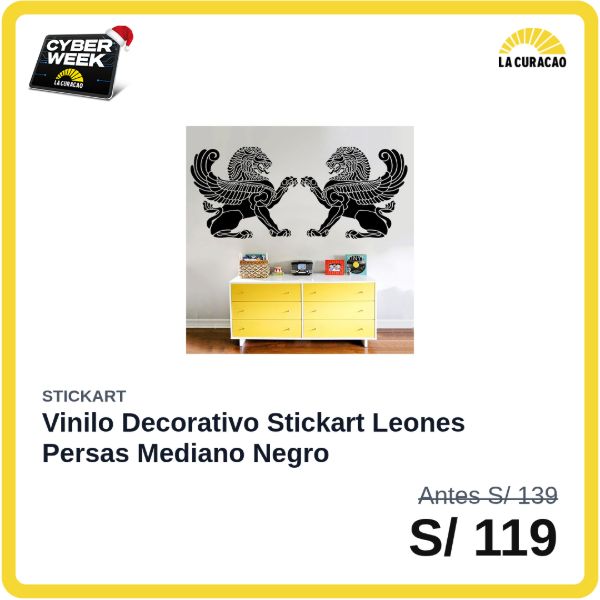 CYBER
WEEK
LA CURACAO
LA CURACAO
STICKART
Vinilo Decorativo Stickart Leones
Persas Mediano Negro
Antes S/ 139
S/ 119